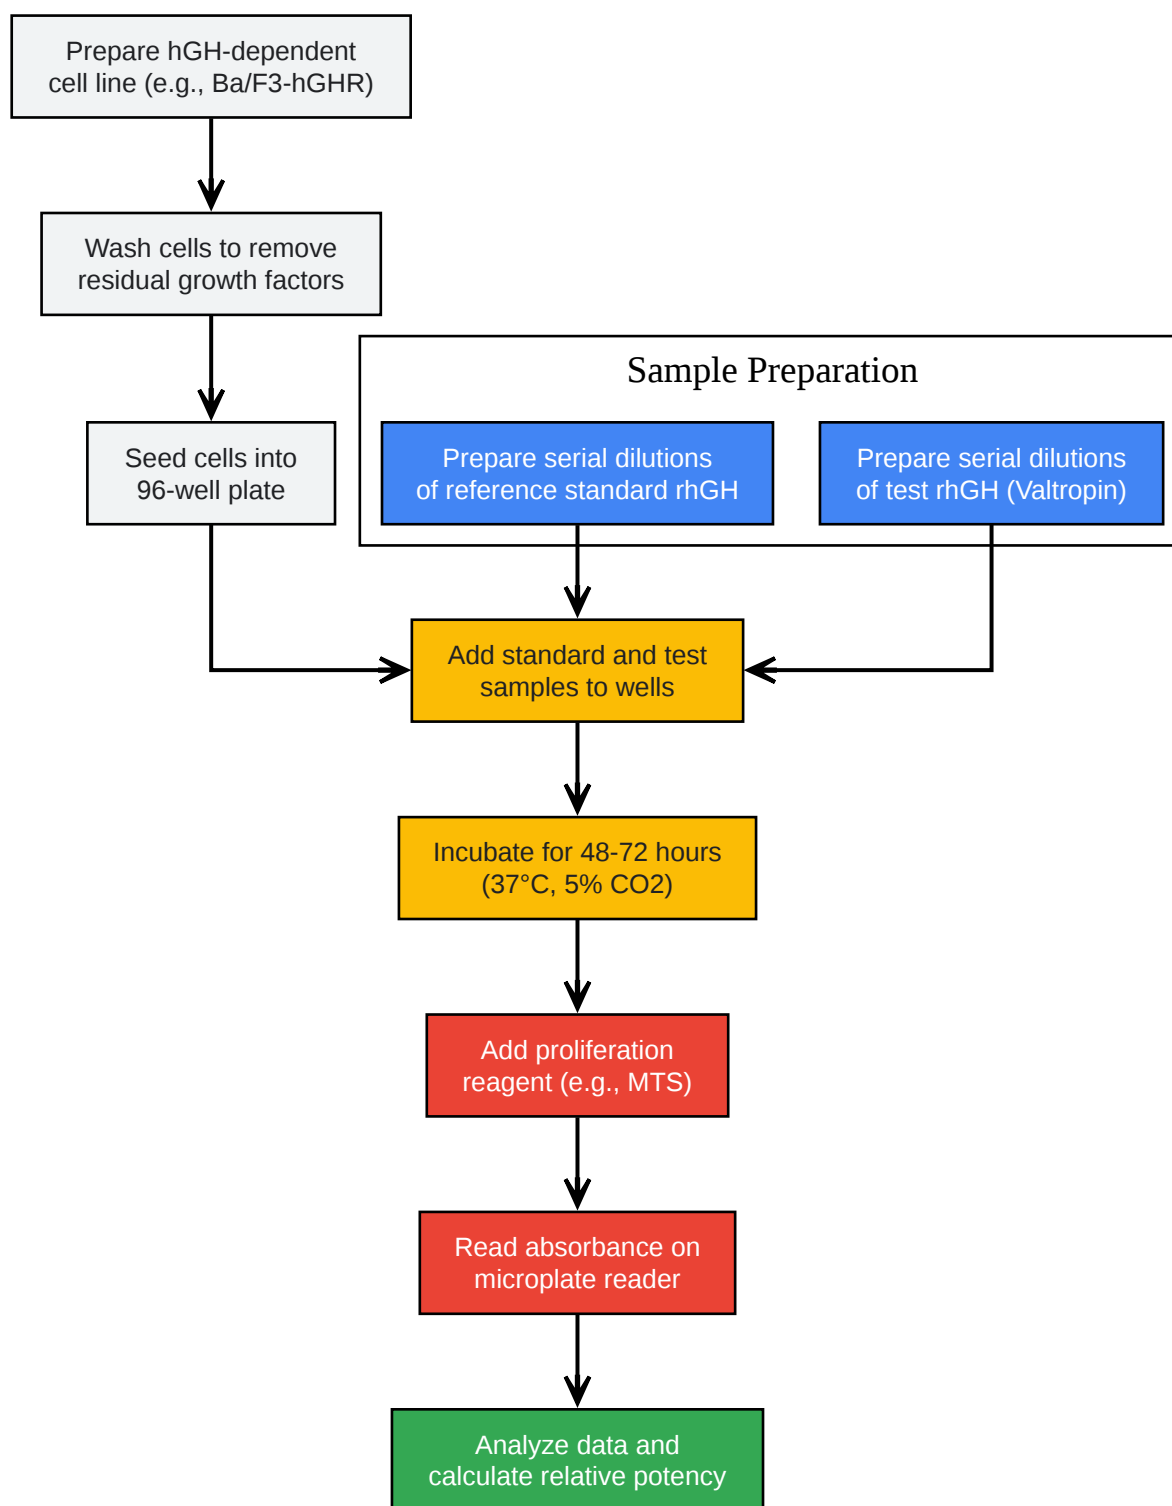 Prepare hGH-dependent
cell line (e.g., Ba/F3-hGHR)
Wash cells to remove
residual growth factors
Sample Preparation
Seed cells into
96-well plate
Prepare serial dilutions
of reference standard rhGH
Prepare serial dilutions
of test rhGH (Valtropin)
Add standard and test
samples to wells
Incubate for 48-72 hours
(37°C, 5% CO2)
Add proliferation
reagent (e.g., MTS)
Read absorbance on
microplate reader
Analyze data and
calculate relative potency